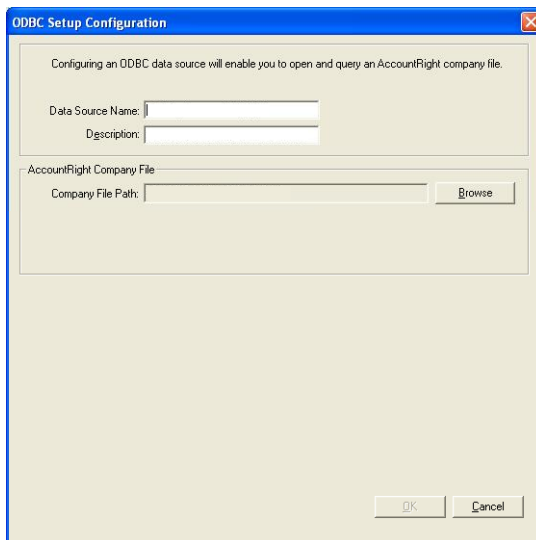 ODBC Setup Configuration
Configuring an ODBC data source will enable you to open and query an AccountRight company file.
Data Source Name:
Description:
AccountRight Company File
Company File Path:
Browse
OK
Cancel